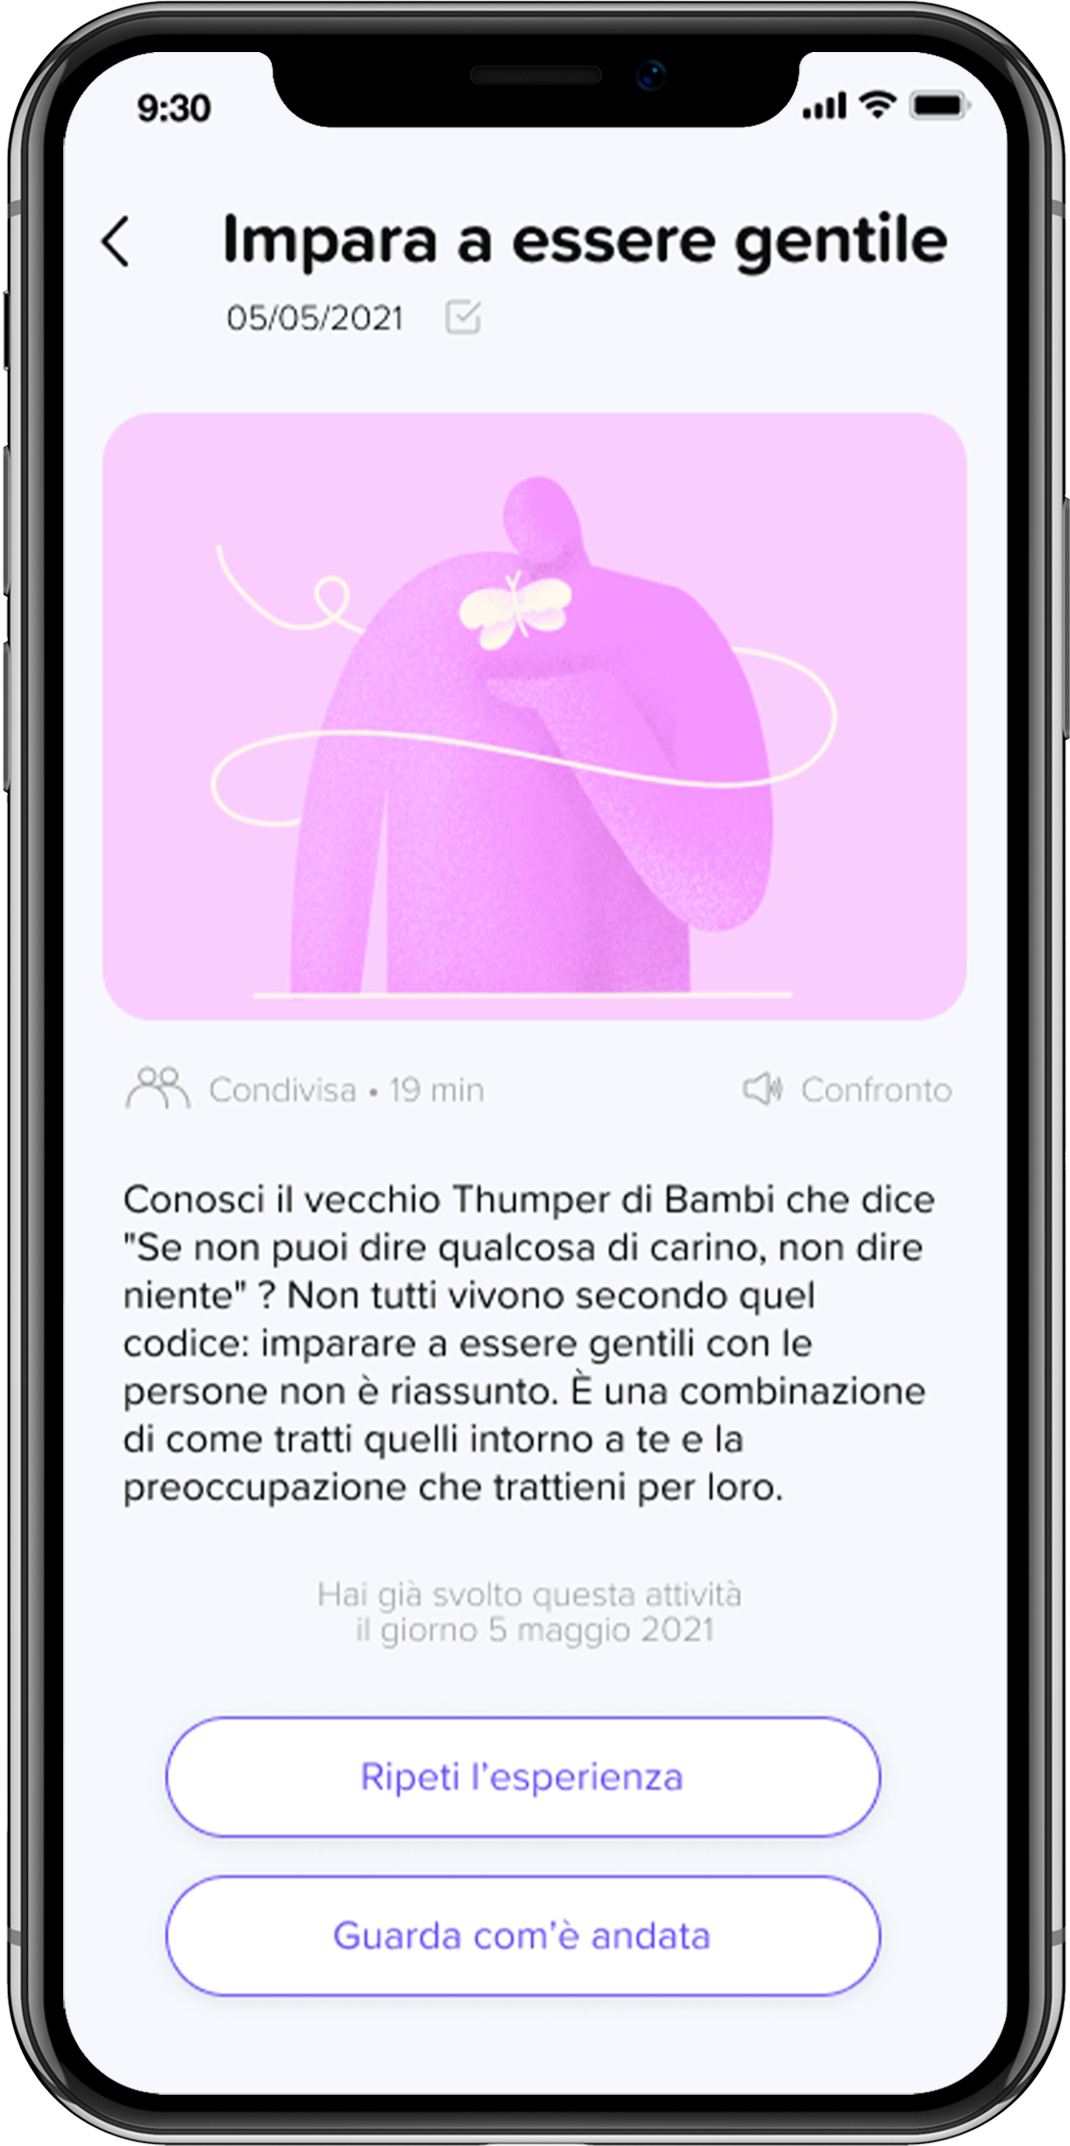 9:30
Impara a essere gentile
05/05/2021
Condivisa • 19 min
Confronto
Conosci il vecchio Thumper di Bambi che dice
"Se non puoi dire qualcosa di carino, non dire
niente" ? Non tutti vivono secondo quel
codice: imparare a essere gentili con le
persone non è riassunto. È una combinazione
di come tratti quelli intorno a te e la
preoccupazione che trattieni per loro.
Hai già svolto questa attività
il giorno 5 maggio 2021
Ripeti l'esperienza
Guarda com'è andata